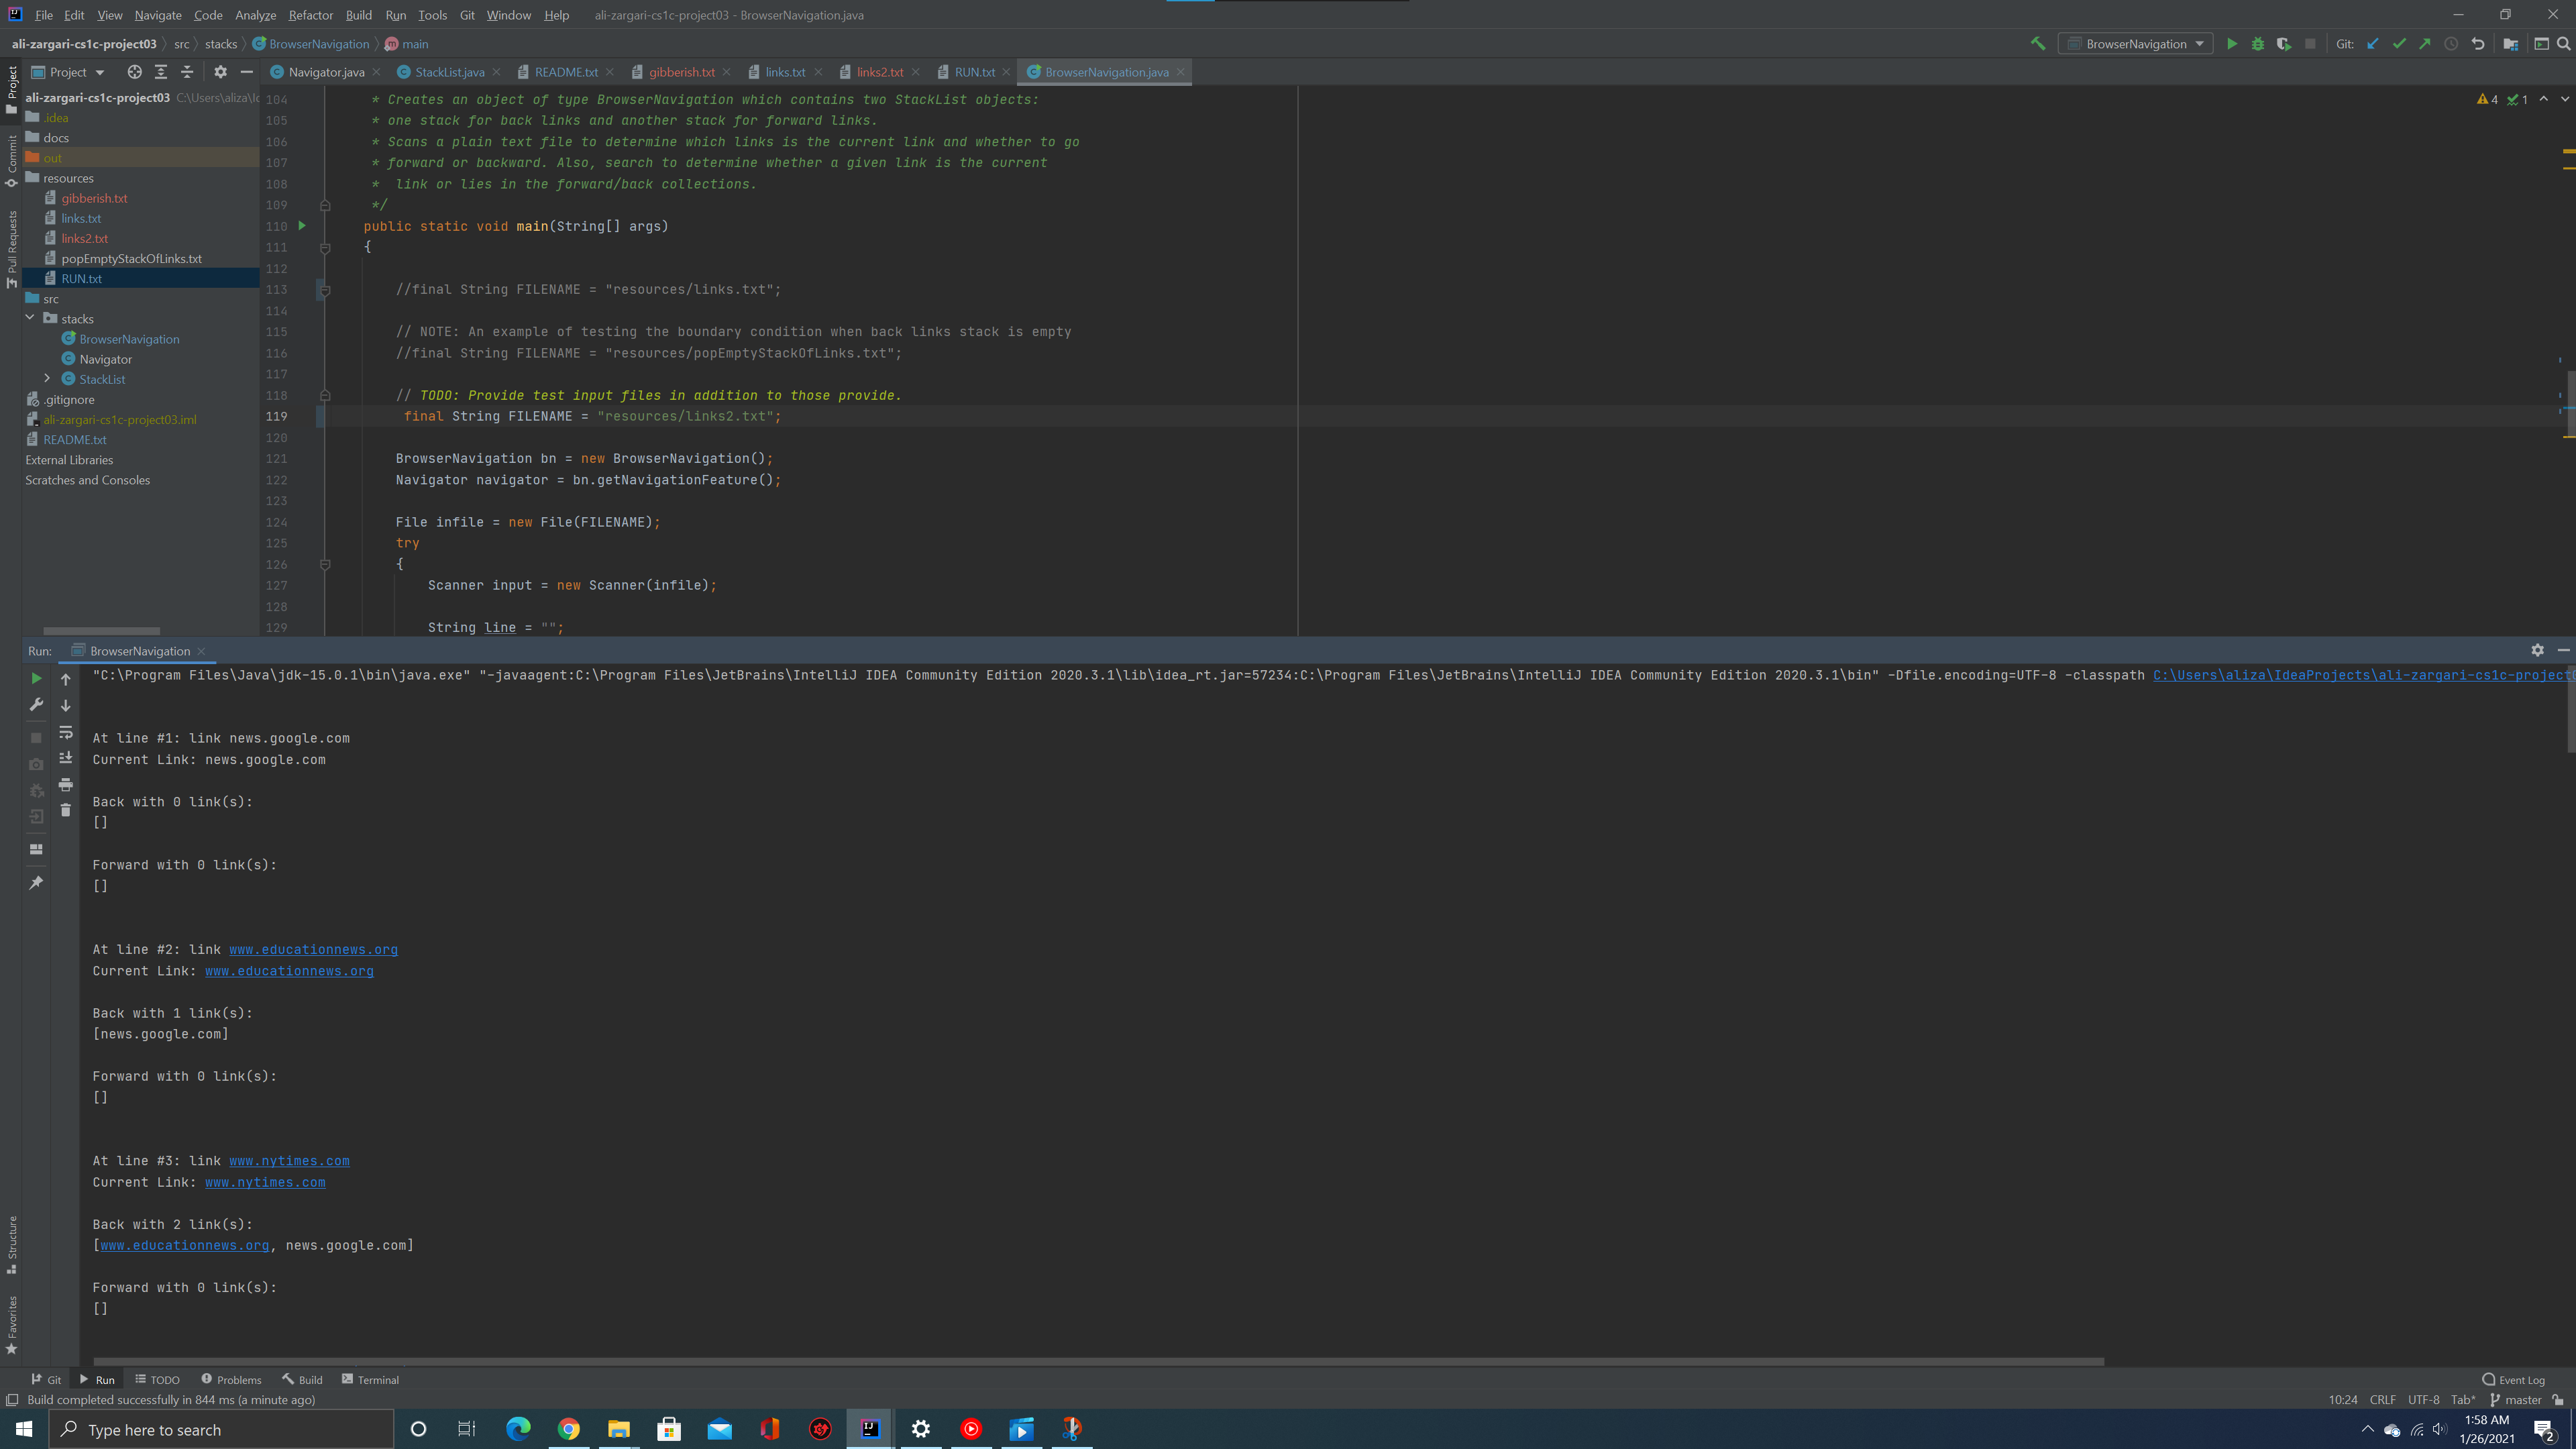 File Edit View Navigate Code Analyze Refactor Build Run Tools Git Window Help ali-zargari-cs1c-project03 - BrowserNavigation.java
ali-zargari-cs1c-project03 src stacks BrowserNavigation main
BrowserNavigation Git:
Project
Navigator.java StackList.java README.txt gibberish.txt links.txt links2.txt RUN.txt BrowserNavigation.java
Project
Commit
Pull Requests
Structure
Favorites
ali-zargari-cs1c-project03 C:\Users\aliza\
.idea
docs
out
resources
gibberish.txt
links.txt
links2.txt
popEmptyStackOfLinks.txt
RUN.txt
src
stacks
BrowserNavigation
Navigator
StackList
.gitignore
ali-zargari-cs1c-project03.iml
README.txt
External Libraries
Scratches and Consoles
4 1
104 * Creates an object of type BrowserNavigation which contains two StackList objects:
105 * one stack for back links and another stack for forward links.
106 * Scans a plain text file to determine which links is the current link and whether to go
107 * forward or backward. Also, search to determine whether a given link is the current
108 * link or lies in the forward/back collections.
109 */
110 public static void main(String[] args)
111 {
112
113 //final String FILENAME = "resources/links.txt";
114
115 // NOTE: An example of testing the boundary condition when back links stack is empty
116 //final String FILENAME = "resources/popEmptyStackOfLinks.txt";
117
118 // TODO: Provide test input files in addition to those provide.
119 final String FILENAME = "resources/links2.txt";
120
121 BrowserNavigation bn = new BrowserNavigation();
122 Navigator navigator = bn.getNavigationFeature();
123
124 File infile = new File(FILENAME);
125 try
126 {
127 Scanner input = new Scanner(infile);
128
129 String line = "";
Run: BrowserNavigation
"C:\Program Files\Java\jdk-15.0.1\bin\java.exe" "-javaagent:C:\Program Files\JetBrains\IntelliJ IDEA Community Edition 2020.3.1\lib\idea_rt.jar=57234:C:\Program Files\JetBrains\IntelliJ IDEA Community Edition 2020.3.1\bin" -Dfile.encoding=UTF-8 -classpath C:\Users\aliza\IdeaProjects\ali-zargari-cs1c-project
At line #1: link news.google.com
Current Link: news.google.com
Back with 0 link(s):
[]
Forward with 0 link(s):
[]
At line #2: link www.educationnews.org
Current Link: www.educationnews.org
Back with 1 link(s):
[news.google.com]
Forward with 0 link(s):
[]
At line #3: link www.nytimes.com
Current Link: www.nytimes.com
Back with 2 link(s):
[www.educationnews.org, news.google.com]
Forward with 0 link(s):
[]
Git Run TODO Problems Build Terminal Event Log
Build completed successfully in 844 ms (a minute ago) 10:24 CRLF UTF-8 Tab* master
Type here to search
1:58 AM
1/26/2021
2